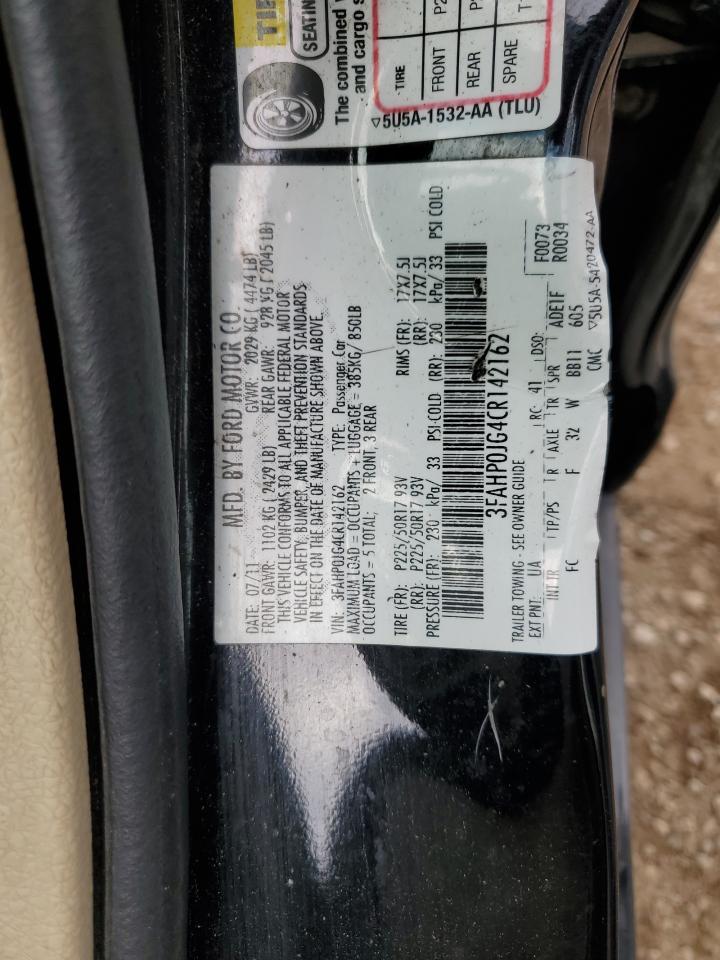 TIR
SEATIN
The combined
and cargo s
TIRE
FRONT P2
REAR P
SPARE T
▽5U5A-1532-AA (TLU)
MFD. BY FORD MOTOR CO.
DATE: 07/11 GVWR: 2029 KG ( 4474 LB)
FRONT GAWR: 1102 KG ( 2429 LB) REAR GAWR: 928 KG ( 2045 LB)
THIS VEHICLE CONFORMS TO ALL APPLICABLE FEDERAL MOTOR
VEHICLE SAFETY, BUMPER, AND THEFT PREVENTION STANDARDS
IN EFFECT ON THE DATE OF MANUFACTURE SHOWN ABOVE.
VIN: 3FAHP0JG4CR142162 TYPE: Passenger Car
MAXIMUM LOAD = OCCUPANTS + LUGGAGE = 385KG/ 850LB
OCCUPANTS = 5 TOTAL; 2 FRONT, 3 REAR
TIRE (FR): P225/50R17 93V RIMS (FR): 17X7.5J
(RR): P225/50R17 93V (RR): 17X7.5J
PRESSURE (FR): 230 kPa/ 33 PSI COLD (RR): 230 kPa/ 33 PSI COLD
3FAHP0JG4CR142162
TRAILER TOWING - SEE OWNER GUIDE F0073
EXT PNT: UA RC: 41 DSO: R0034
INT TR TP/PS R AXLE TR SPR ADE1F
FC F 32 W BB11 605
CMC ▽5U5A-5420472-AA